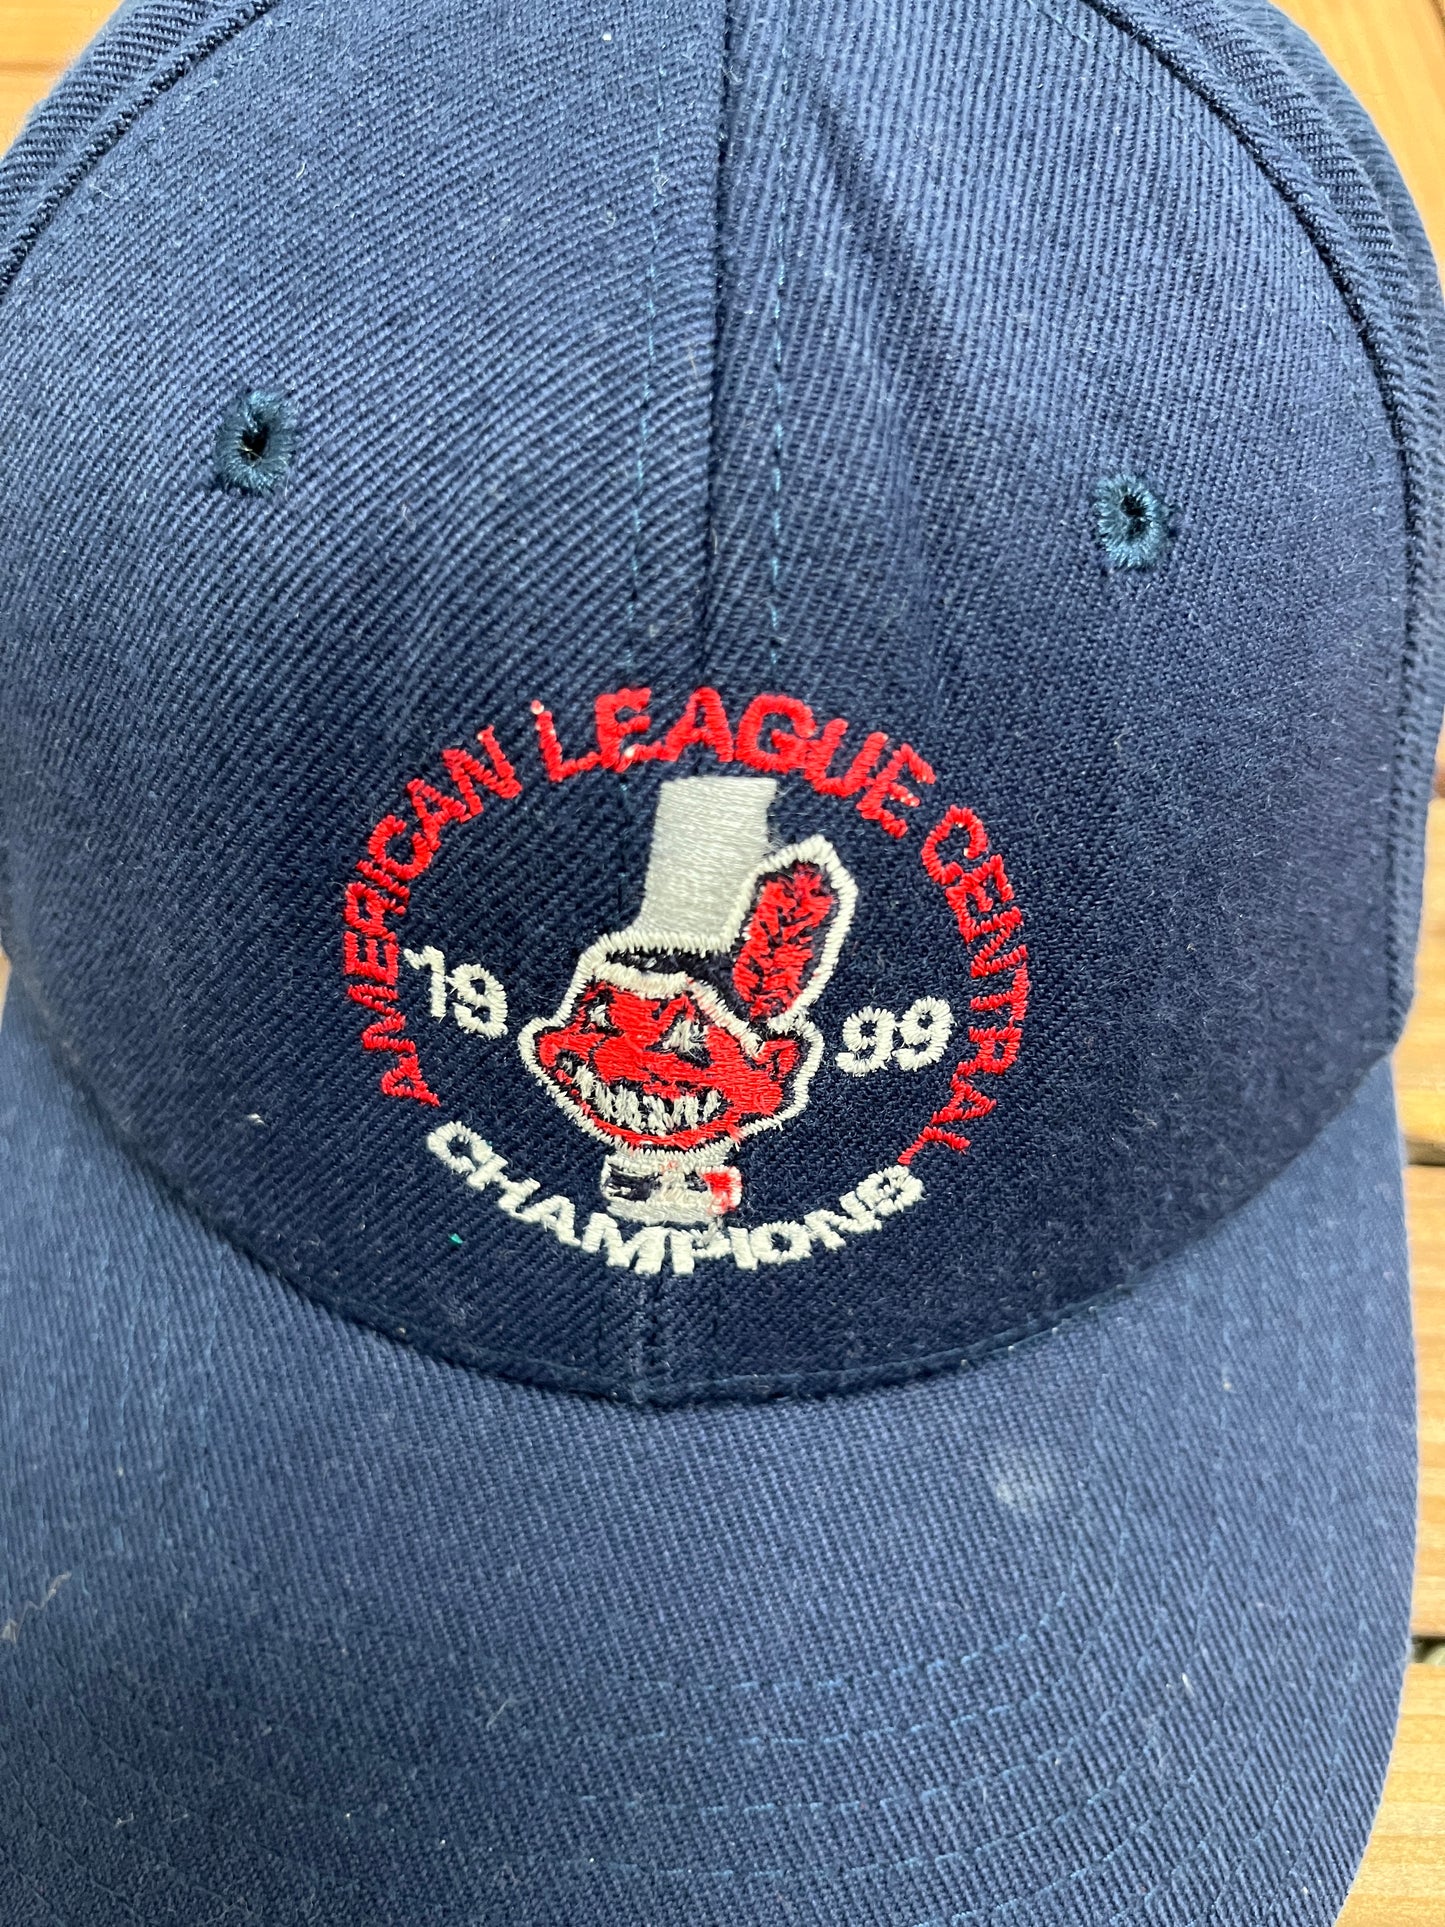 AMERICAN LEAGUE CENTRAL
19 99
CHAMPIONS